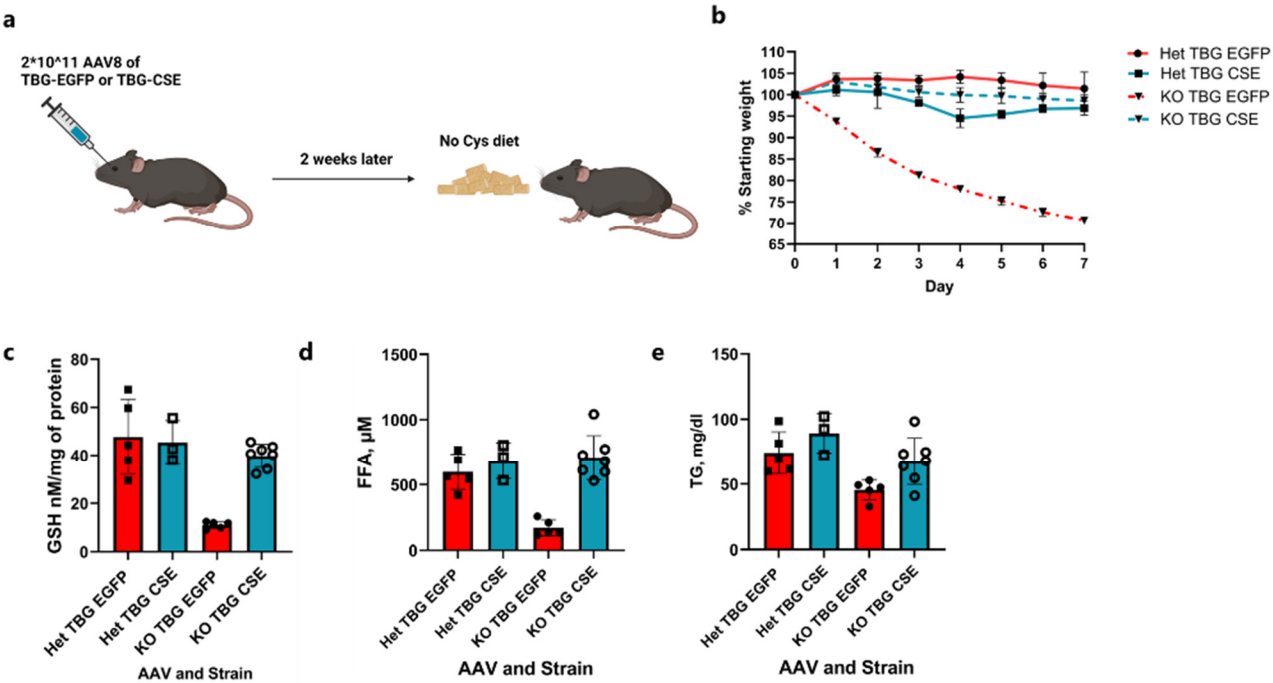 a
2*10^11 AAV8 of
TBG-EGFP or TBG-CSE
2 weeks later
No Cys diet
b
110
105
100
95
90
85
80
75
70
65
% Starting weight
0 1 2 3 4 5 6 7
Day
Het TBG EGFP
Het TBG CSE
KO TBG EGFP
KO TBG CSE
c
80
60
40
20
0
GSH nM/mg of protein
Het TBG EGFP
Het TBG CSE
KO TBG EGFP
KO TBG CSE
AAV and Strain
d
1500
1000
500
0
FFA, µM
Het TBG EGFP
Het TBG CSE
KO TBG EGFP
KO TBG CSE
AAV and Strain
e
150
100
50
0
TG, mg/dl
Het TBG EGFP
Het TBG CSE
KO TBG EGFP
KO TBG CSE
AAV and Strain